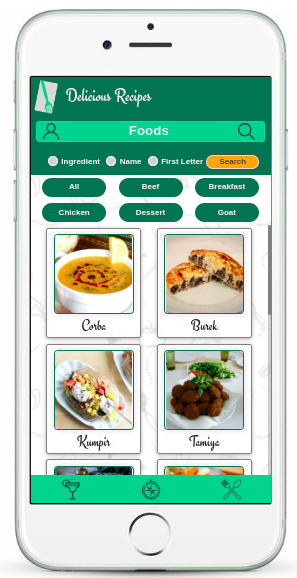 Delicious Recipes
Foods
Ingredient Name First Letter Search
All Beef Breakfast
Chicken Dessert Goat
Corba Burek
Kumpir Tamiya